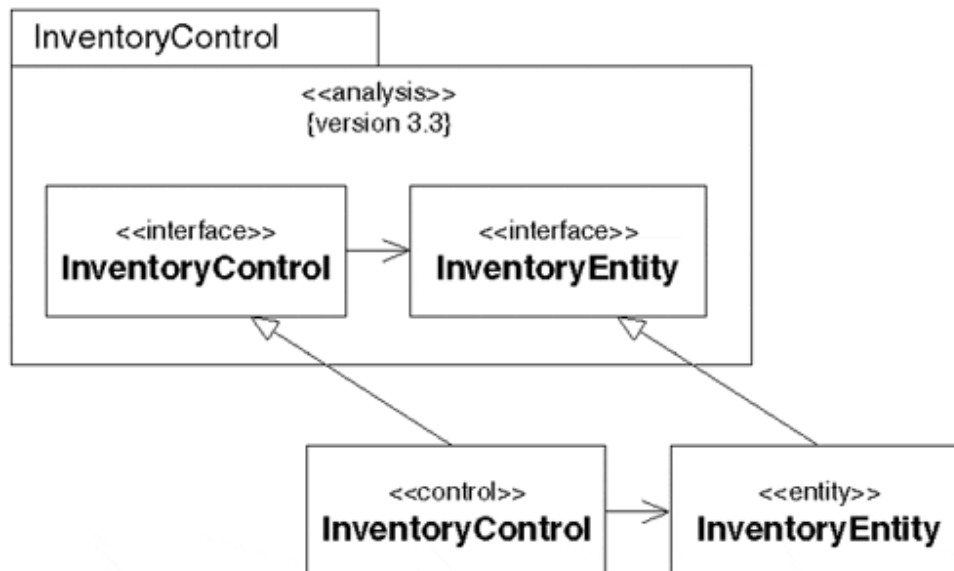 InventoryControl
<<analysis>>
{version 3.3}
<<interface>>
InventoryControl
<<interface>>
InventoryEntity
<<control>>
InventoryControl
<<entity>>
InventoryEntity